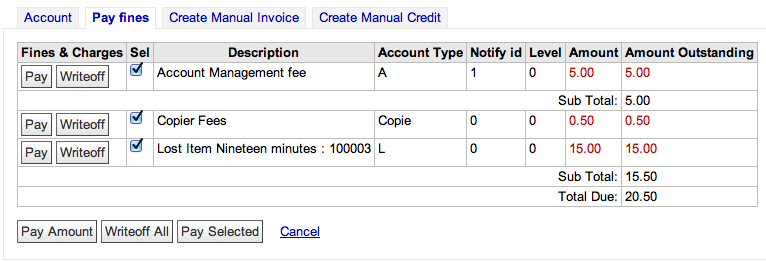 Account Pay fines Create Manual Invoice Create Manual Credit
Fines & Charges Sel Description Account Type Notify id Level Amount Amount Outstanding
Pay Writeoff Account Management fee A 1 0 5.00 5.00
Sub Total: 5.00
Pay Writeoff Copier Fees Copie 0 0 0.50 0.50
Pay Writeoff Lost Item Nineteen minutes : 100003 L 0 0 15.00 15.00
Sub Total: 15.50
Total Due: 20.50
Pay Amount Writeoff All Pay Selected Cancel